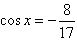 cos x = −8/17